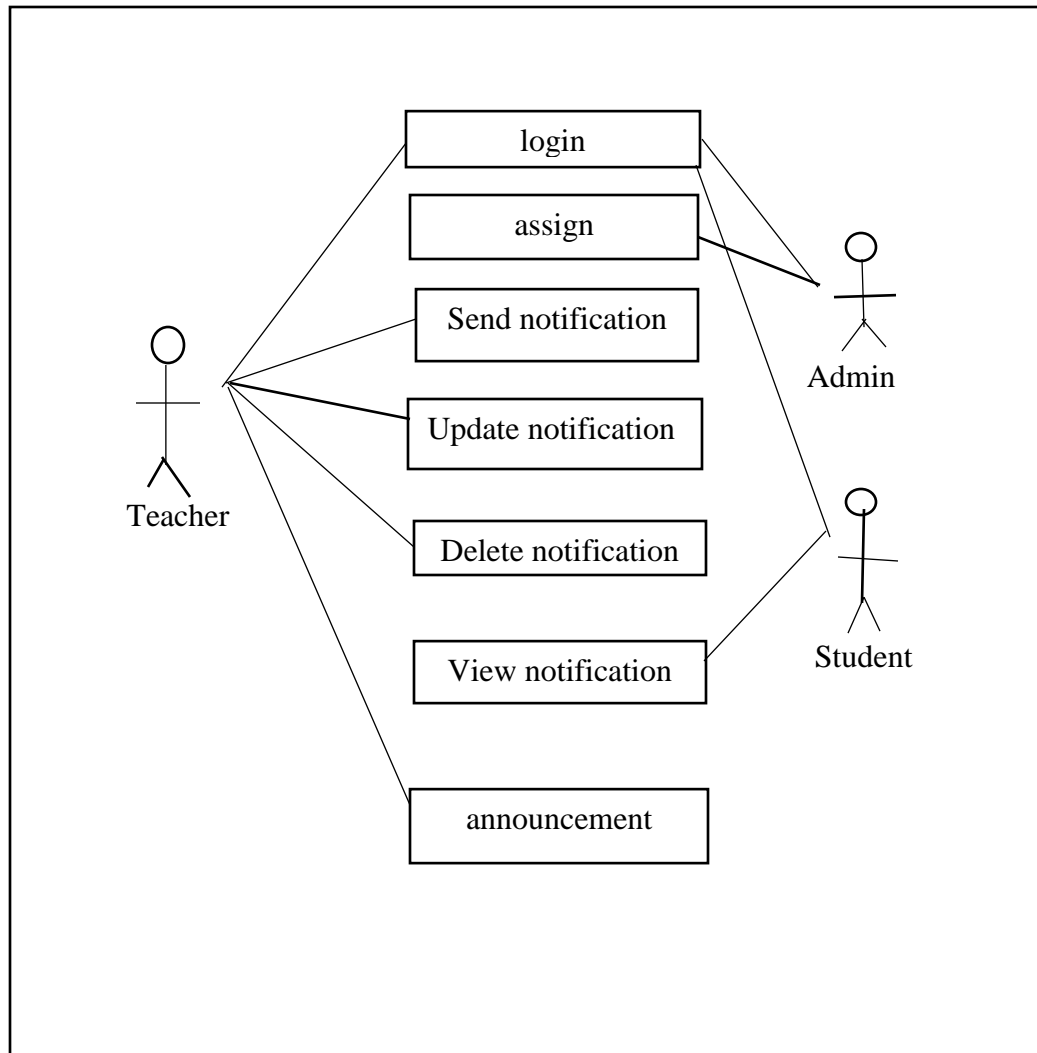 login
assign
Send notification
Admin
Update notification
Teacher
Delete notification
View notification
Student
announcement